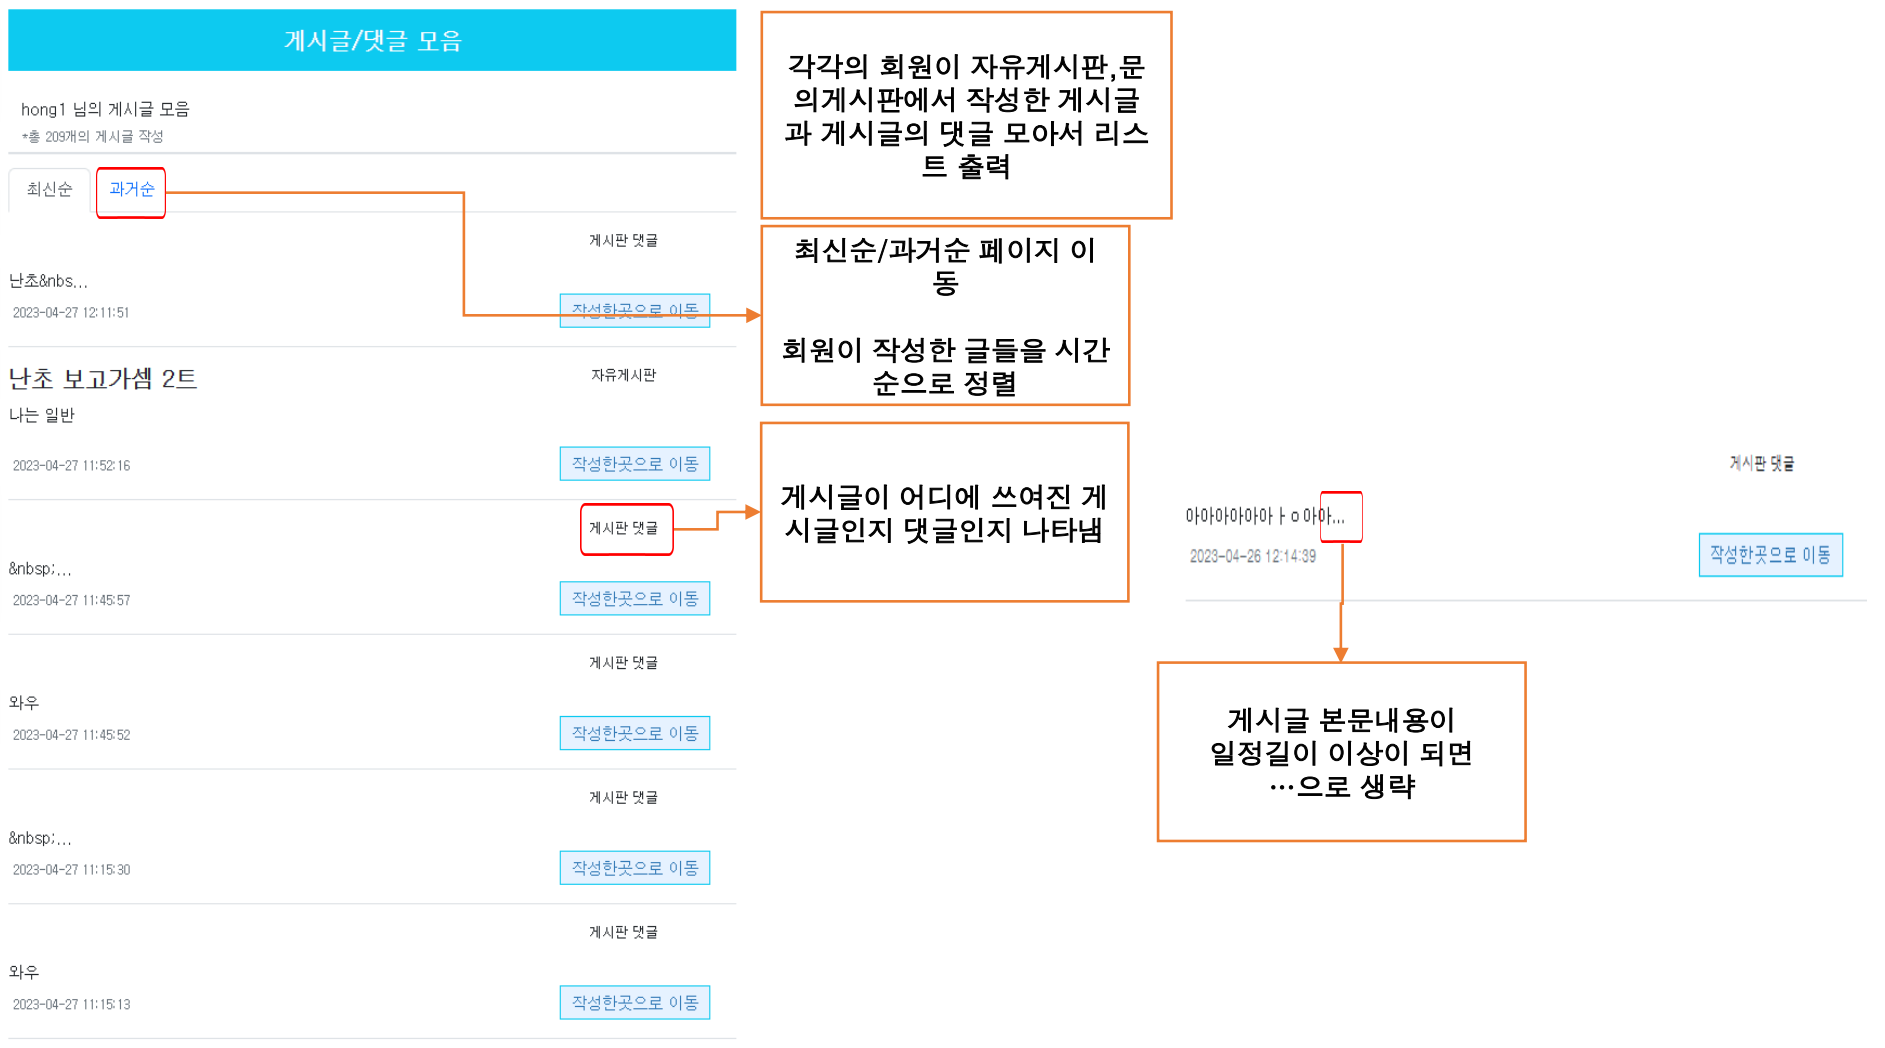 게시글/댓글 모음
hong1 님의 게시글 모음
*총 209개의 게시글 작성
최신순
과거순
게시판 댓글
난초&nbs...
2023-04-27 12:11:51
작성한곳으로 이동
난초 보고가셈 2트
자유게시판
나는 일반
2023-04-27 11:52:16
작성한곳으로 이동
게시판 댓글
&nbsp;...
2023-04-27 11:45:57
작성한곳으로 이동
게시판 댓글
와우
2023-04-27 11:45:52
작성한곳으로 이동
게시판 댓글
&nbsp;...
2023-04-27 11:15:30
작성한곳으로 이동
게시판 댓글
와우
2023-04-27 11:15:13
작성한곳으로 이동
각각의 회원이 자유게시판,문
의게시판에서 작성한 게시글
과 게시글의 댓글 모아서 리스
트 출력
최신순/과거순 페이지 이
동
회원이 작성한 글들을 시간
순으로 정렬
게시글이 어디에 쓰여진 게
시글인지 댓글인지 나타냄
게시판 댓글
아아아아아아ㅏㅇ아아...
2023-04-26 12:14:39
작성한곳으로 이동
게시글 본문내용이
일정길이 이상이 되면
…으로 생략